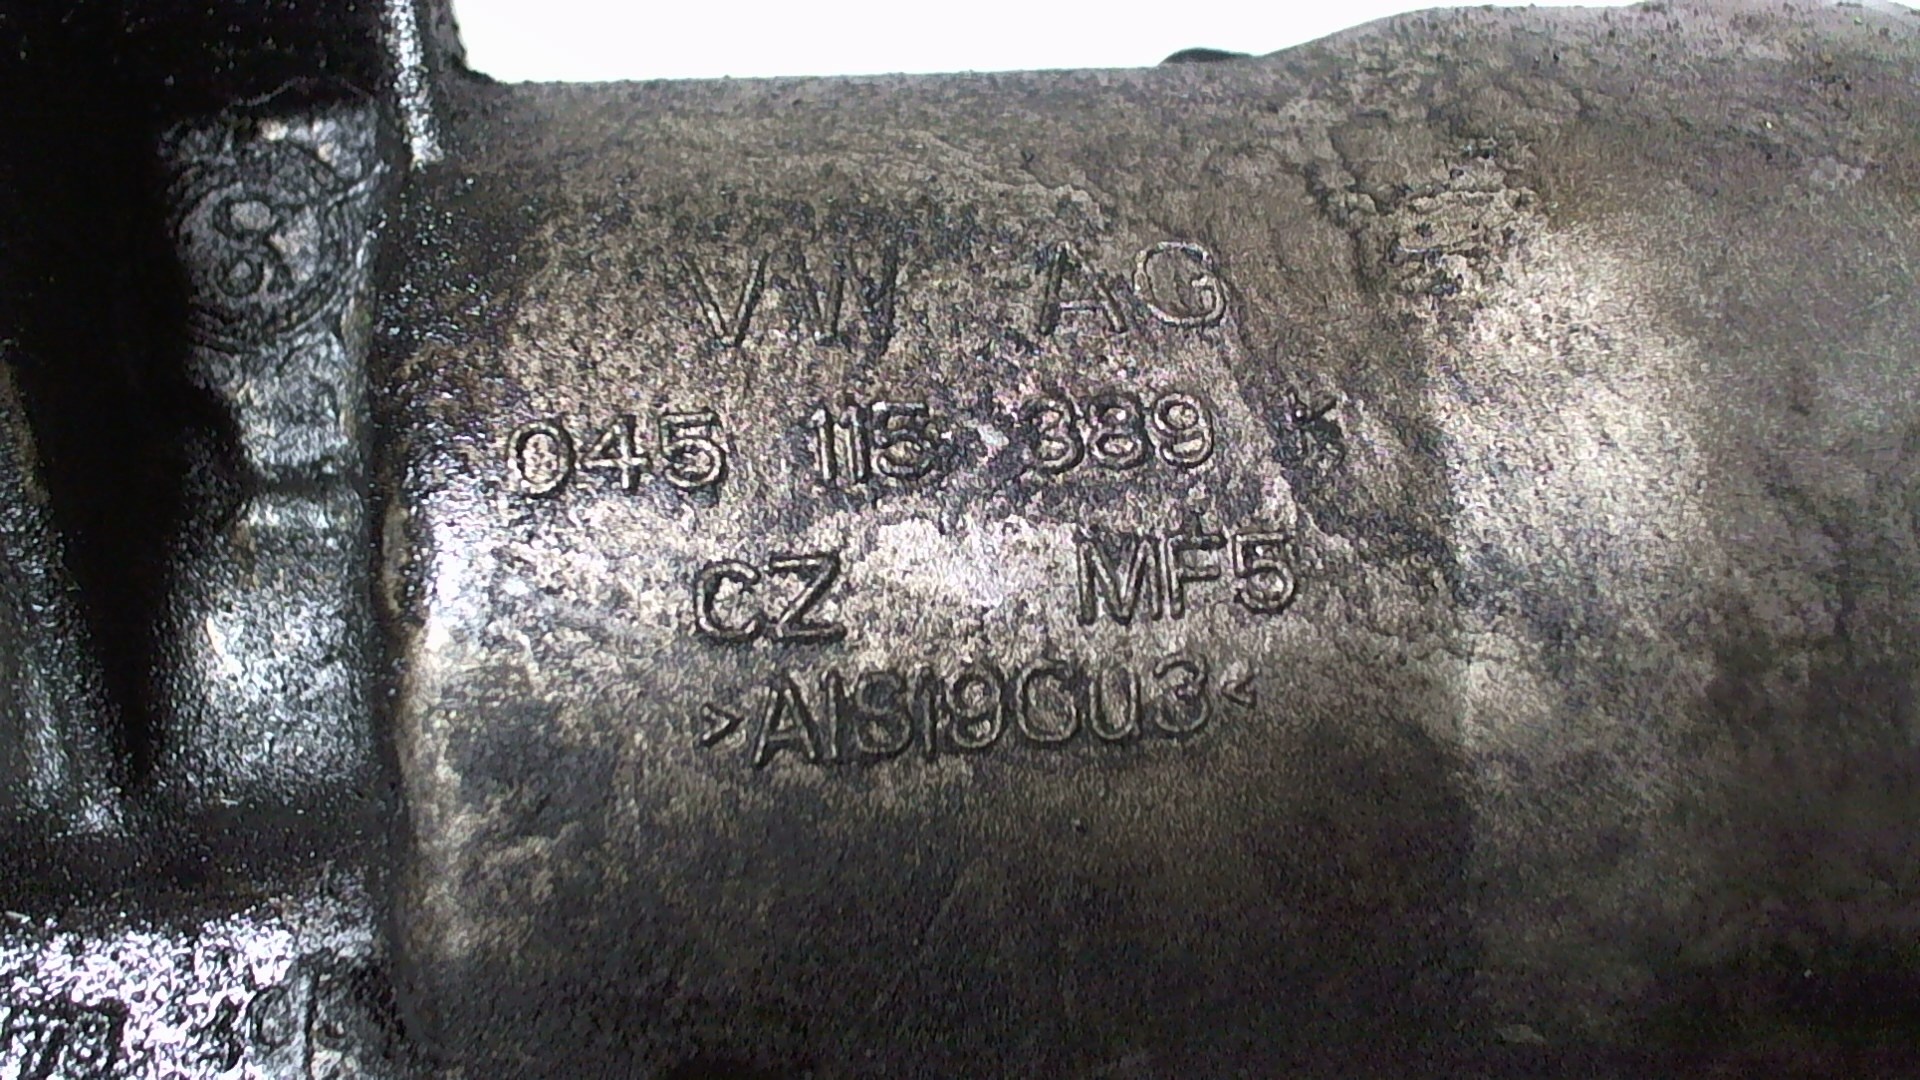 VW AG
045 115 389 K
CZ MF5
>AlSi9Cu3<